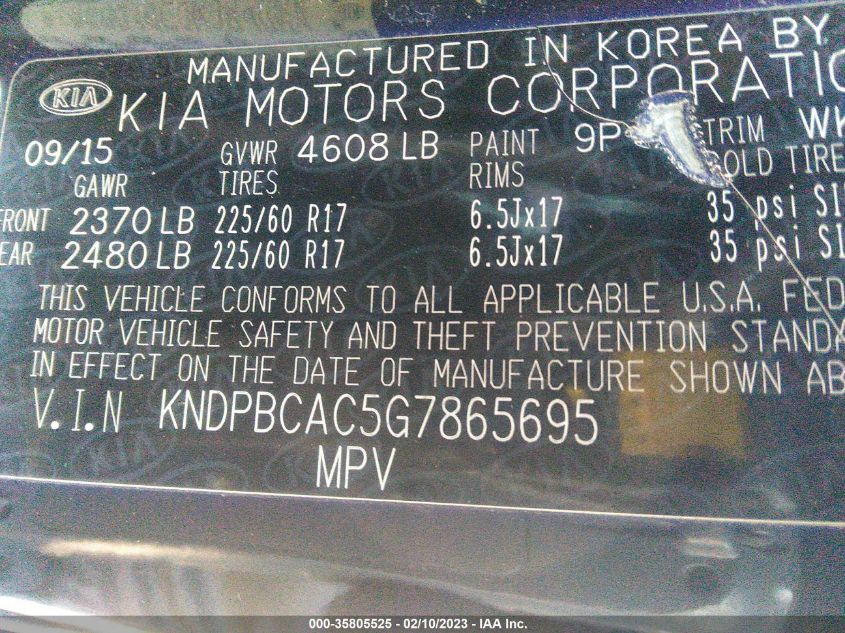 MANUFACTURED IN KOREA BY
KIA KIA MOTORS CORPORATIO
09/15 GVWR 4608 LB PAINT 9P TRIM WK
GAWR TIRES RIMS OLD TIRE
FRONT 2370 LB 225/60 R17 6.5Jx17 35 psi SI
EAR 2480 LB 225/60 R17 6.5Jx17 35 psi SI
THIS VEHICLE CONFORMS TO ALL APPLICABLE U.S.A. FED
MOTOR VEHICLE SAFETY AND THEFT PREVENTION STANDA
IN EFFECT ON THE DATE OF MANUFACTURE SHOWN AB
V.I.N KNDPBCAC5G7865695
MPV
000-35805525 - 02/10/2023 - IAA Inc.